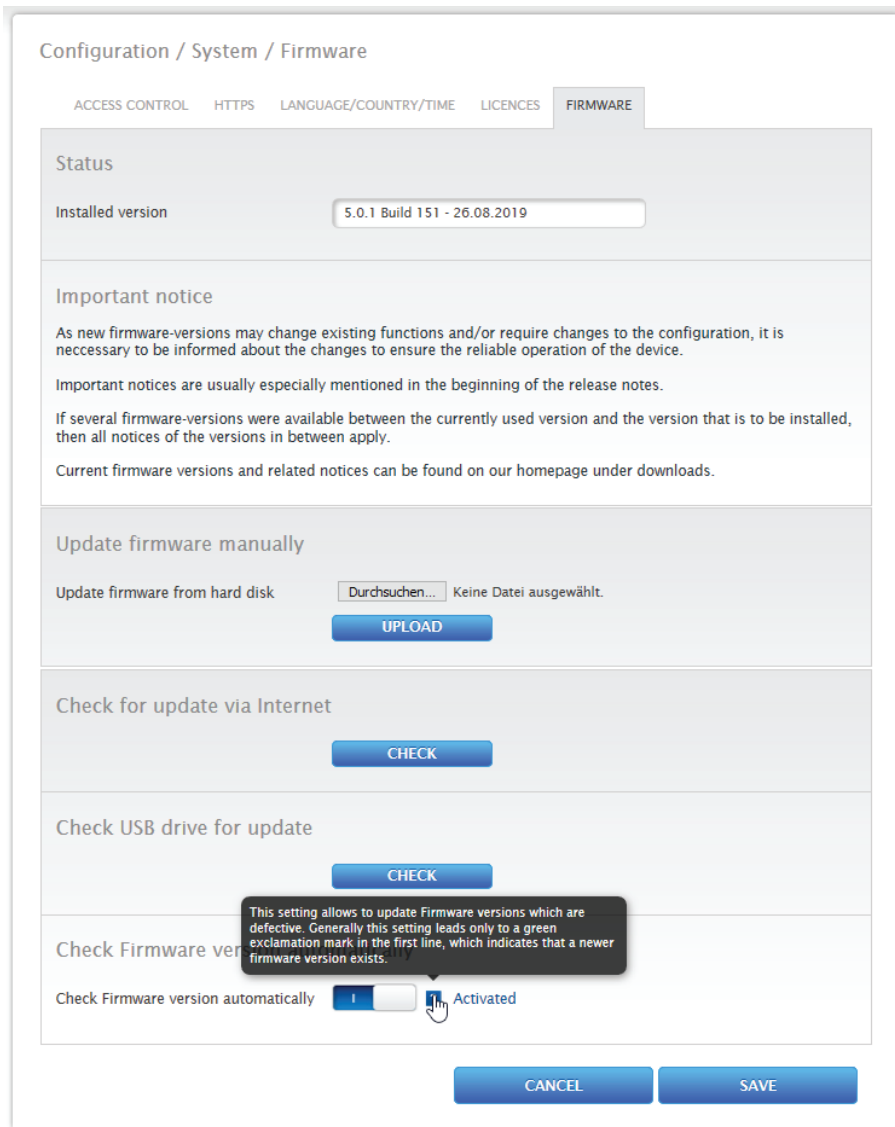 Configuration / System / Firmware
ACCESS CONTROL HTTPS LANGUAGE/COUNTRY/TIME LICENCES FIRMWARE
Status
Installed version 5.0.1 Build 151 - 26.08.2019
Important notice
As new firmware-versions may change existing functions and/or require changes to the configuration, it is
neccessary to be informed about the changes to ensure the reliable operation of the device.
Important notices are usually especially mentioned in the beginning of the release notes.
If several firmware-versions were available between the currently used version and the version that is to be installed,
then all notices of the versions in between apply.
Current firmware versions and related notices can be found on our homepage under downloads.
Update firmware manually
Update firmware from hard disk Durchsuchen... Keine Datei ausgewählt.
UPLOAD
Check for update via Internet
CHECK
Check USB drive for update
CHECK
This setting allows to update Firmware versions which are
defective. Generally this setting leads only to a green
exclamation mark in the first line, which indicates that a newer
firmware version exists.
Check Firmware version automatically
Check Firmware version automatically I Activated
CANCEL SAVE